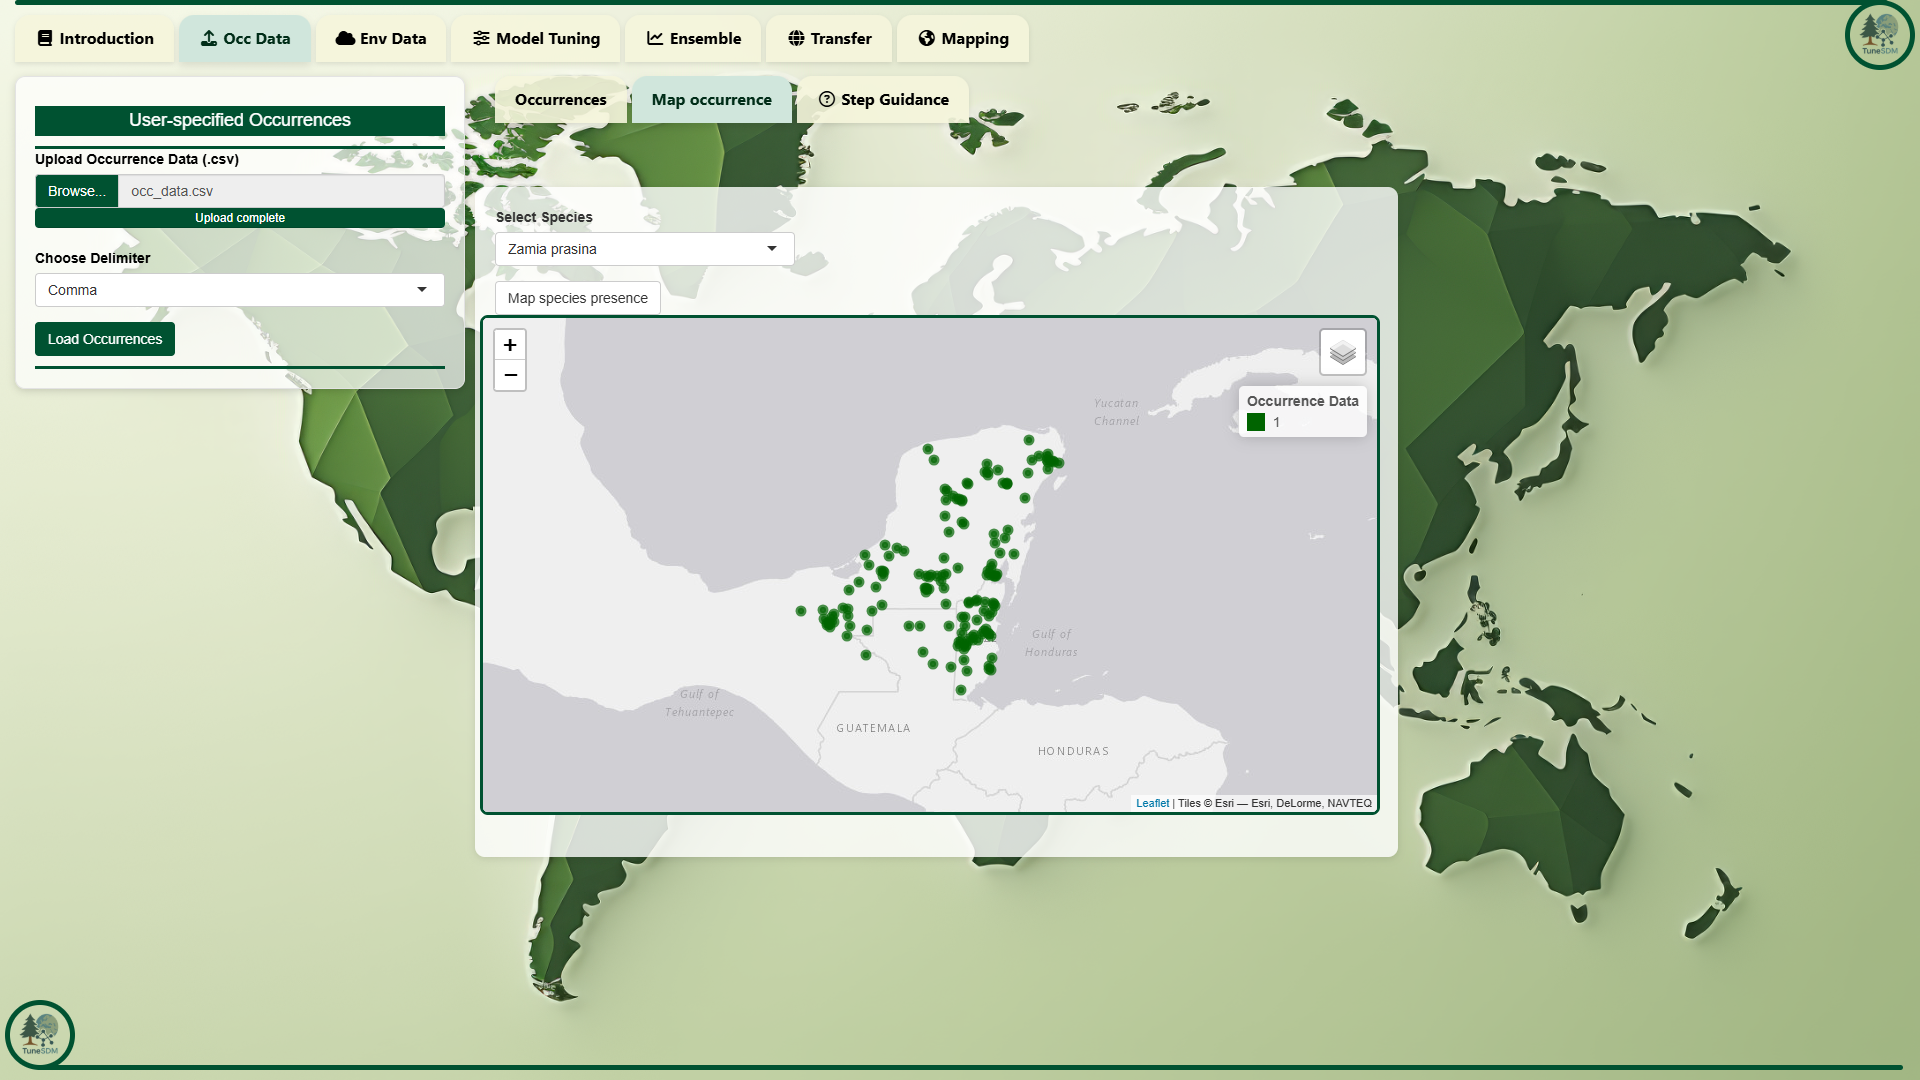 Introduction
Occ Data
Env Data
Model Tuning
Ensemble
Transfer
Mapping
TuneSDM
User-specified Occurrences
Upload Occurrence Data (.csv)
Browse...
occ_data.csv
Upload complete
Choose Delimiter
Comma
Load Occurrences
Occurrences
Map occurrence
Step Guidance
Select Species
Zamia prasina
Map species presence
+
−
Occurrence Data
1
Yucatan
Channel
Gulf of
Honduras
Gulf of
Tehuantepec
GUATEMALA
HONDURAS
Leaflet | Tiles © Esri — Esri, DeLorme, NAVTEQ
TuneSDM